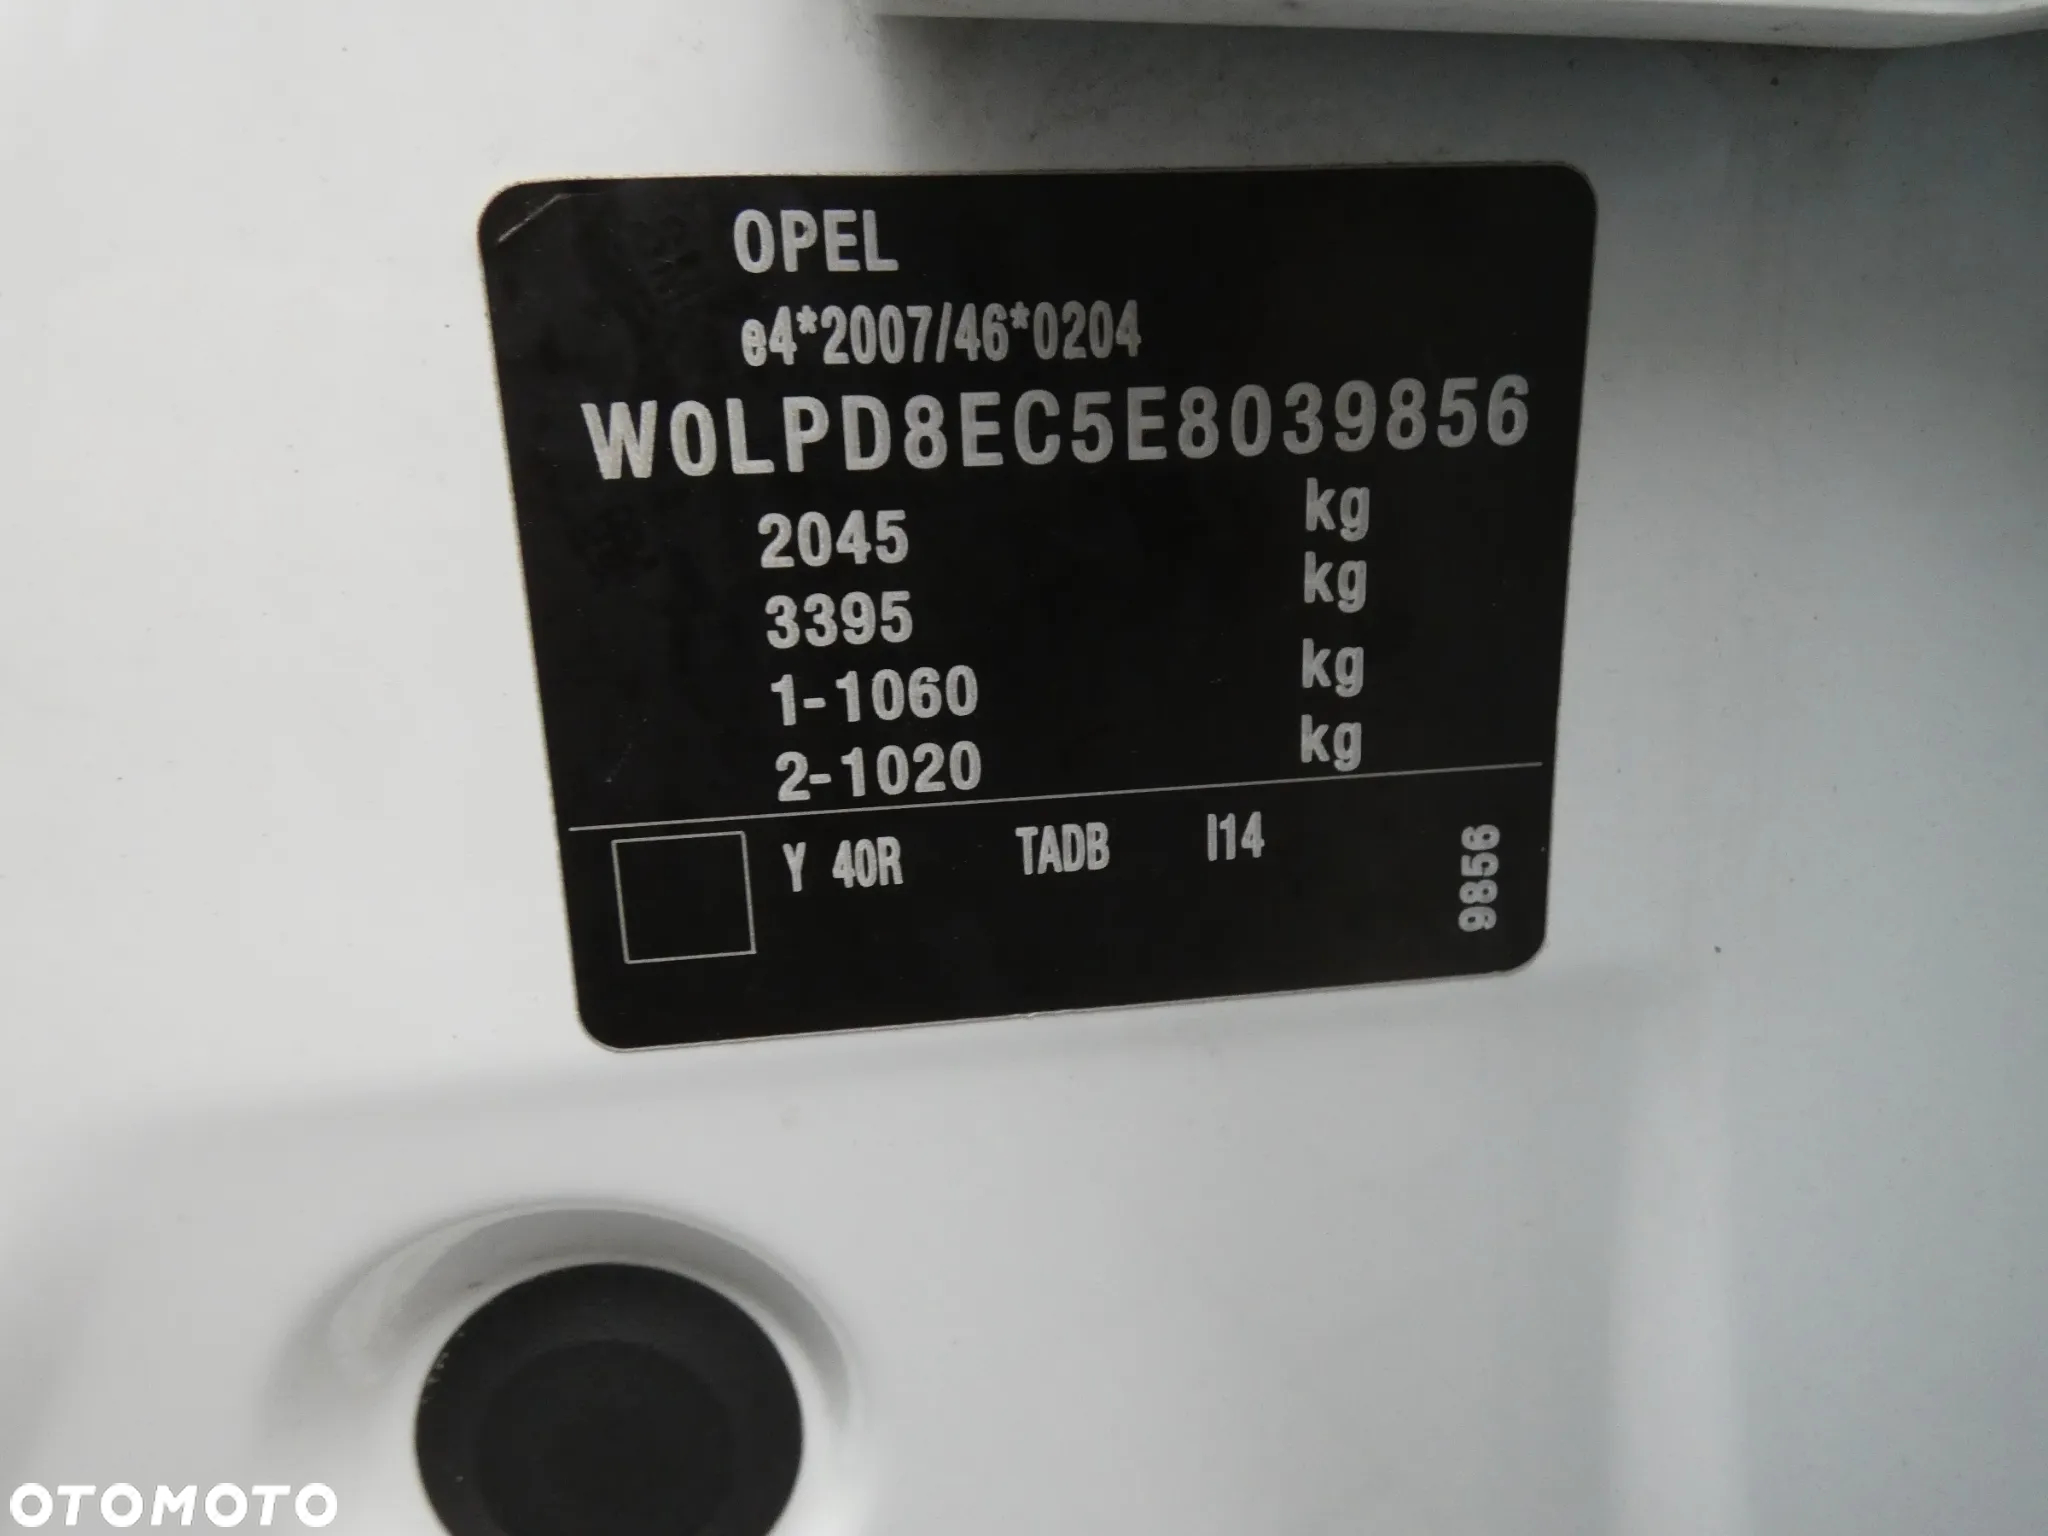 OPEL
e4*2007/46*0204
W0LPD8EC5E8039856
2045 kg
3395 kg
1-1060 kg
2-1020 kg
Y 40R TADB I14
9856
OTOMOTO